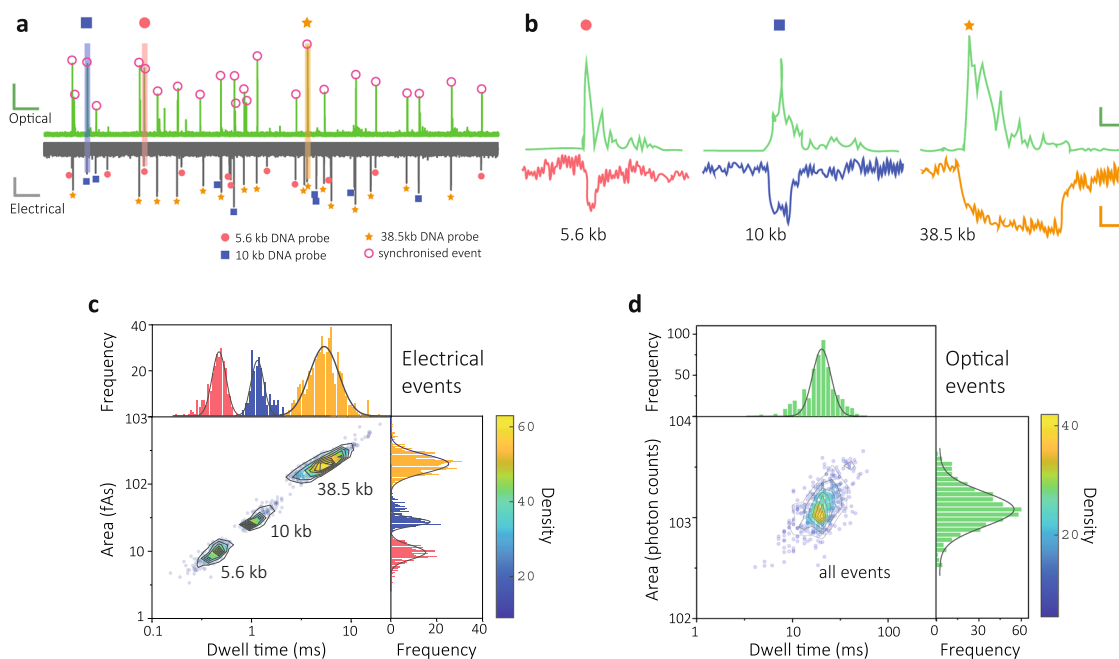 a
Optical
Electrical
5.6 kb DNA probe
38.5kb DNA probe
10 kb DNA probe
synchronised event
b
5.6 kb
10 kb
38.5 kb
c
Frequency
40
20
Electrical
events
103
102
10
1
Area (fAs)
38.5 kb
10 kb
5.6 kb
0.1
1
10
Dwell time (ms)
0
20
40
Frequency
60
40
20
Density
d
Frequency
100
50
0
Optical
events
104
103
102
Area (photon counts)
all events
1
10
100
Dwell time (ms)
0
30
60
Frequency
40
20
Density